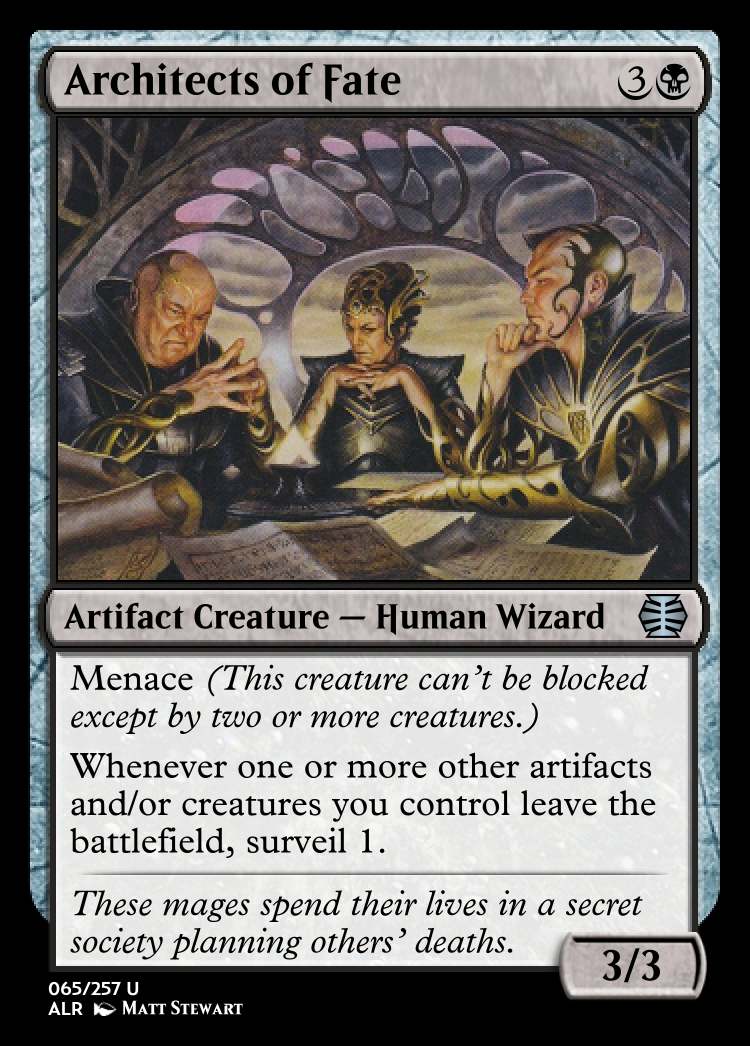 Architects of Fate 3
Artifact Creature — Human Wizard
Menace (This creature can't be blocked
except by two or more creatures.)
Whenever one or more other artifacts
and/or creatures you control leave the
battlefield, surveil 1.
These mages spend their lives in a secret
society planning others' deaths.
3/3
065/257 U
ALR Matt Stewart